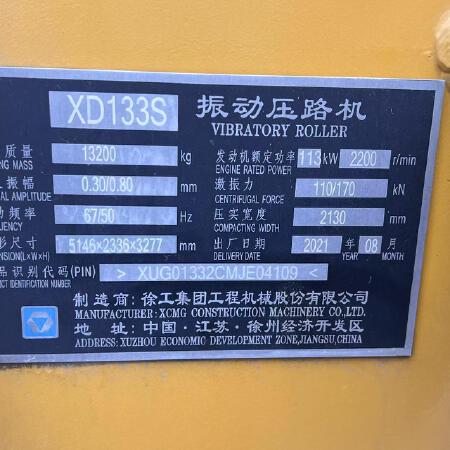 XD133S 振动压路机
VIBRATORY ROLLER
质量 13200 kg 发动机额定功率 113 kW 2200 r/min
MASS ENGINE RATED POWER
振幅 0.30/0.80 mm 激振力 110/170 kN
AMPLITUDE CENTRIFUGAL FORCE
频率 67/50 Hz 压实宽度 2130 mm
FREQUENCY COMPACTING WIDTH
尺寸 5146×2336×3277 mm 出厂日期 2021 年 08 月
(L×W×H) DELIVERY DATE YEAR MONTH
品识别代码(PIN) > XUG01332CMJE04109 <
IDENTIFICATION NUMBER(PIN)
制造商: 徐工集团工程机械股份有限公司
MANUFACTURER: XCMG CONSTRUCTION MACHINERY CO.,LTD.
地 址: 中国·江苏·徐州经济开发区
ADDRESS: XUZHOU ECONOMIC DEVELOPMENT ZONE,JIANGSU,CHINA